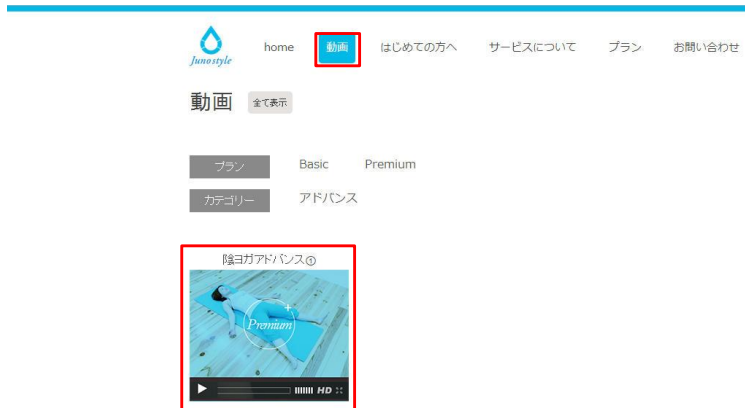 Juno style
home 動画 はじめての方へ サービスについて プラン お問い合わせ
動画 全て表示
プラン Basic Premium
カテゴリー アドバンス
陰ヨガアドバンス①
Premium
HD